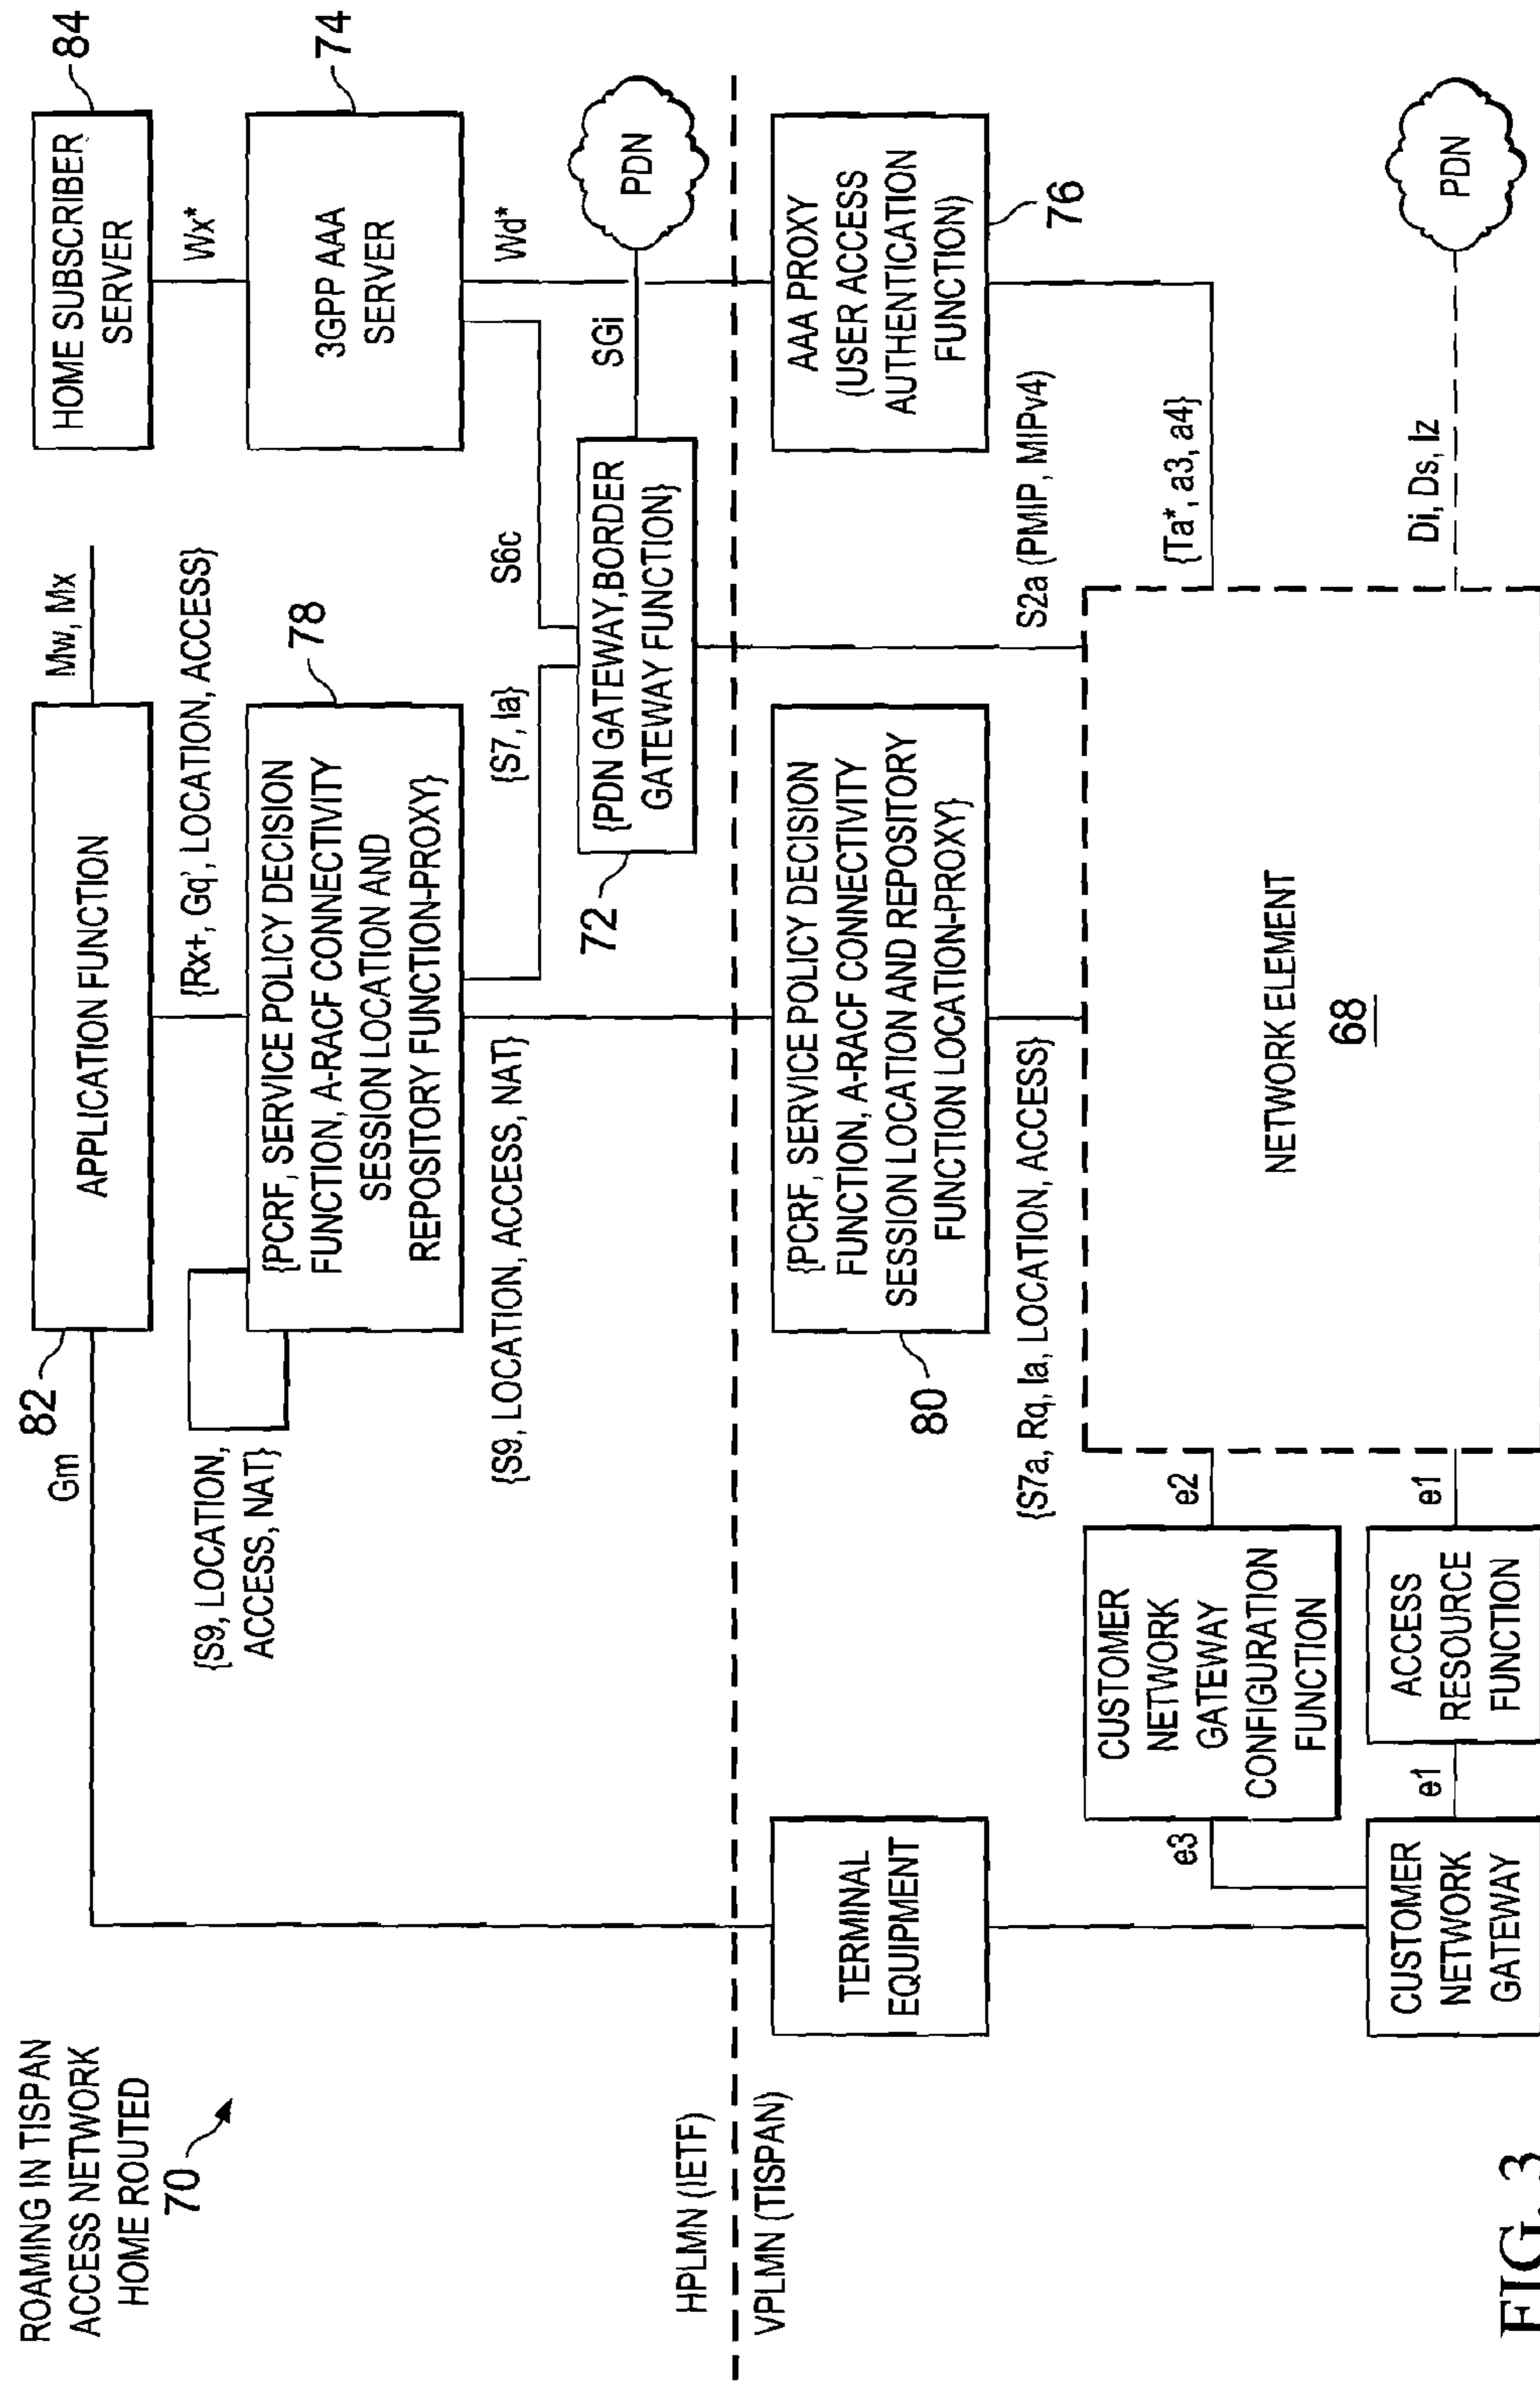 ROAMING IN TISPAN
ACCESS NETWORK
HOME ROUTED
70
82
Gm
APPLICATION FUNCTION
Mw, Mx
HOME SUBSCRIBER
SERVER
84
{S9, LOCATION,
ACCESS, NAT}
{Rx+, Gq', LOCATION, ACCESS}
Wx*
{PCRF, SERVICE POLICY DECISION
FUNCTION, A-RACF CONNECTIVITY
SESSION LOCATION AND
REPOSITORY FUNCTION-PROXY}
78
3GPP AAA
SERVER
74
{S9, LOCATION, ACCESS, NAT}
{S7, Ia}
S6c
Wd*
72
{PDN GATEWAY,BORDER
GATEWAY FUNCTION}
SGi
PDN
HPLMN (IETF)
VPLMN (TISPAN)
TERMINAL
EQUIPMENT
{PCRF, SERVICE POLICY DECISION
FUNCTION, A-RACF CONNECTIVITY
SESSION LOCATION AND REPOSITORY
FUNCTION LOCATION-PROXY}
80
AAA PROXY
(USER ACCESS
AUTHENTICATION
FUNCTION)
76
{S7a, Rq, Ia, LOCATION, ACCESS}
S2a (PMIP, MIPv4)
e3
CUSTOMER
NETWORK
GATEWAY
CONFIGURATION
FUNCTION
e2
{Ta*, a3, a4}
NETWORK ELEMENT
68
CUSTOMER
NETWORK
GATEWAY
e1
ACCESS
RESOURCE
FUNCTION
e1
Di, Ds, Iz
PDN
FIG. 3